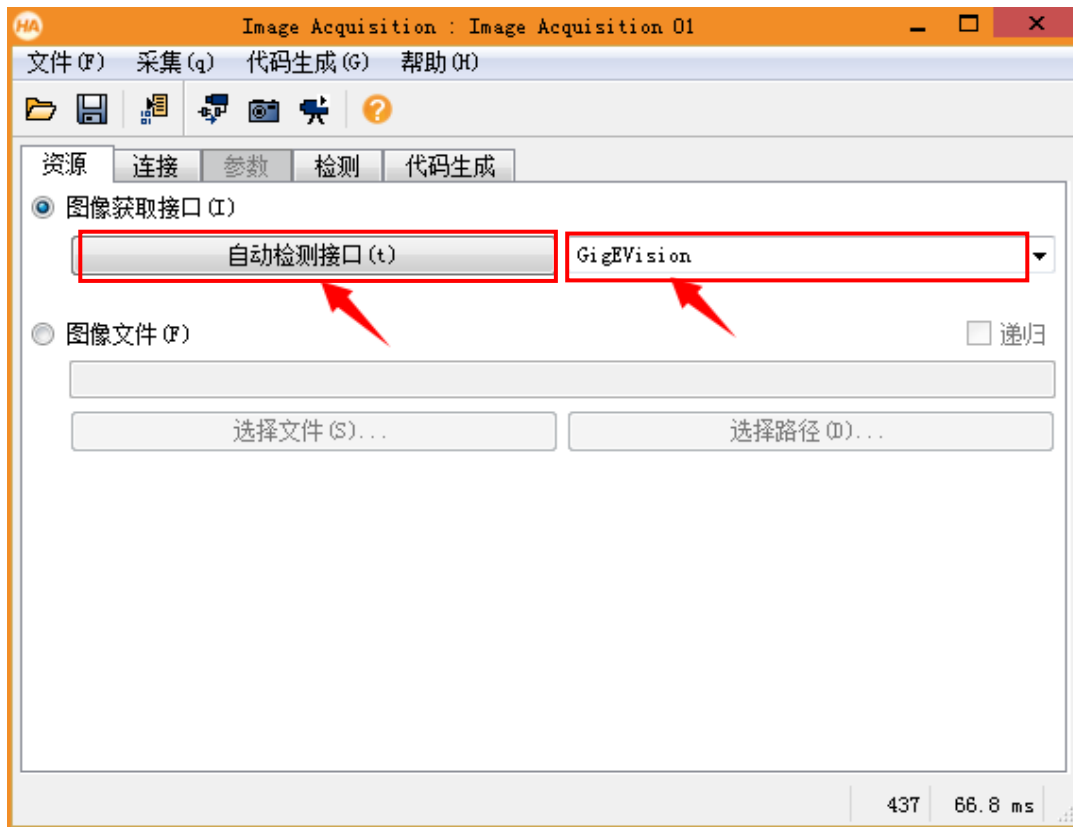 HA Image Acquisition : Image Acquisition 01
文件(F) 采集(q) 代码生成(G) 帮助(H)
资源 连接 参数 检测 代码生成
图像获取接口(I)
自动检测接口(t) GigEVision
图像文件(F) 递归
选择文件(S)... 选择路径(D)...
437 66.8 ms